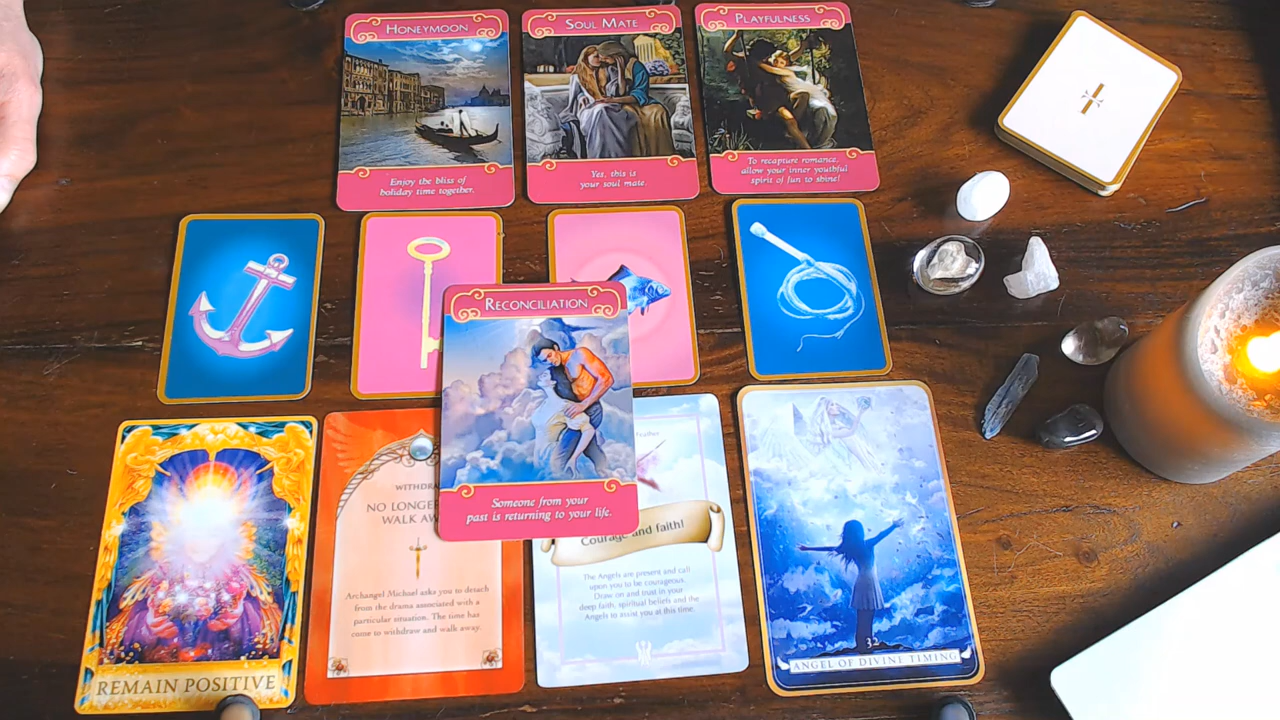 HONEYMOON
Enjoy the bliss of
holiday time together.
SOUL MATE
Yes, this is
your soul mate.
PLAYFULNESS
To recapture romance,
allow your inner youthful
spirit of fun to shine!
RECONCILIATION
Someone from your
past is returning to your life.
REMAIN POSITIVE
NO LONGER
WALK AW
Archangel Michael asks you to detach
from the drama associated with a
particular situation. The time has
come to withdraw and walk away.
Courage and faith!
The Angels are present and call
upon you to be courageous.
Draw on and trust in your
deep faith, spiritual beliefs and the
Angels to assist you at this time.
32
ANGEL OF DIVINE TIMING